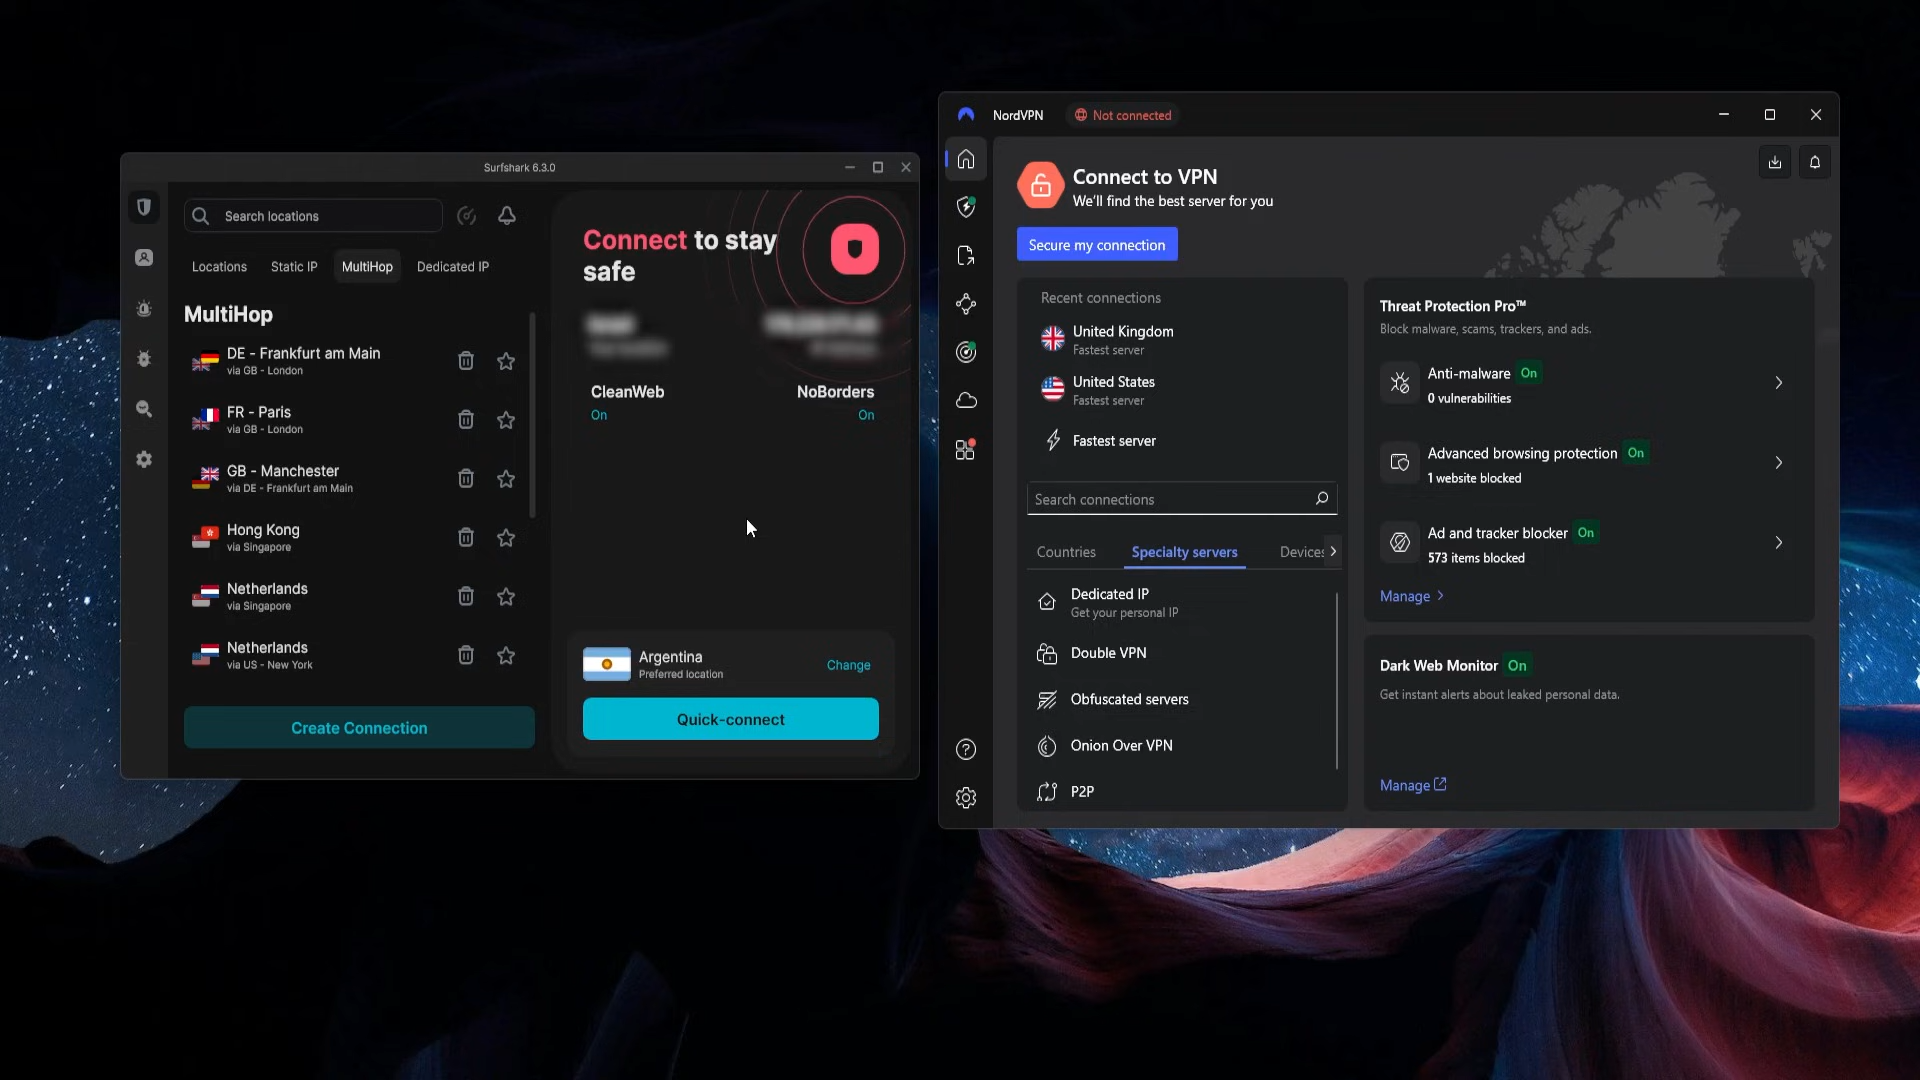 Surfshark 6.3.0
Search locations
Locations
Static IP
MultiHop
Dedicated IP
MultiHop
DE - Frankfurt am Main
via GB - London
FR - Paris
via GB - London
GB - Manchester
via DE - Frankfurt am Main
Hong Kong
via Singapore
Netherlands
via Singapore
Netherlands
via US - New York
Create Connection
Connect to stay
safe
CleanWeb
On
NoBorders
On
Argentina
Preferred location
Change
Quick-connect
NordVPN
Not connected
Connect to VPN
We'll find the best server for you
Secure my connection
Recent connections
United Kingdom
Fastest server
United States
Fastest server
Fastest server
Search connections
Countries
Specialty servers
Devices
Dedicated IP
Get your personal IP
Double VPN
Obfuscated servers
Onion Over VPN
P2P
Threat Protection Pro™
Block malware, scams, trackers, and ads.
Anti-malware On
0 vulnerabilities
Advanced browsing protection On
1 website blocked
Ad and tracker blocker On
573 items blocked
Manage
Dark Web Monitor On
Get instant alerts about leaked personal data.
Manage